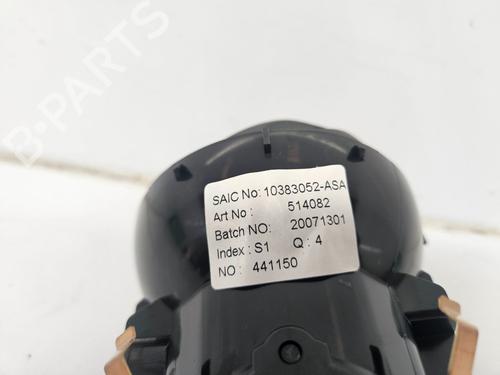 B-PARTS
SAIC No: 10383052-ASA
Art No : 514082
Batch NO: 20071301
Index : S1 Q : 4
NO : 441150